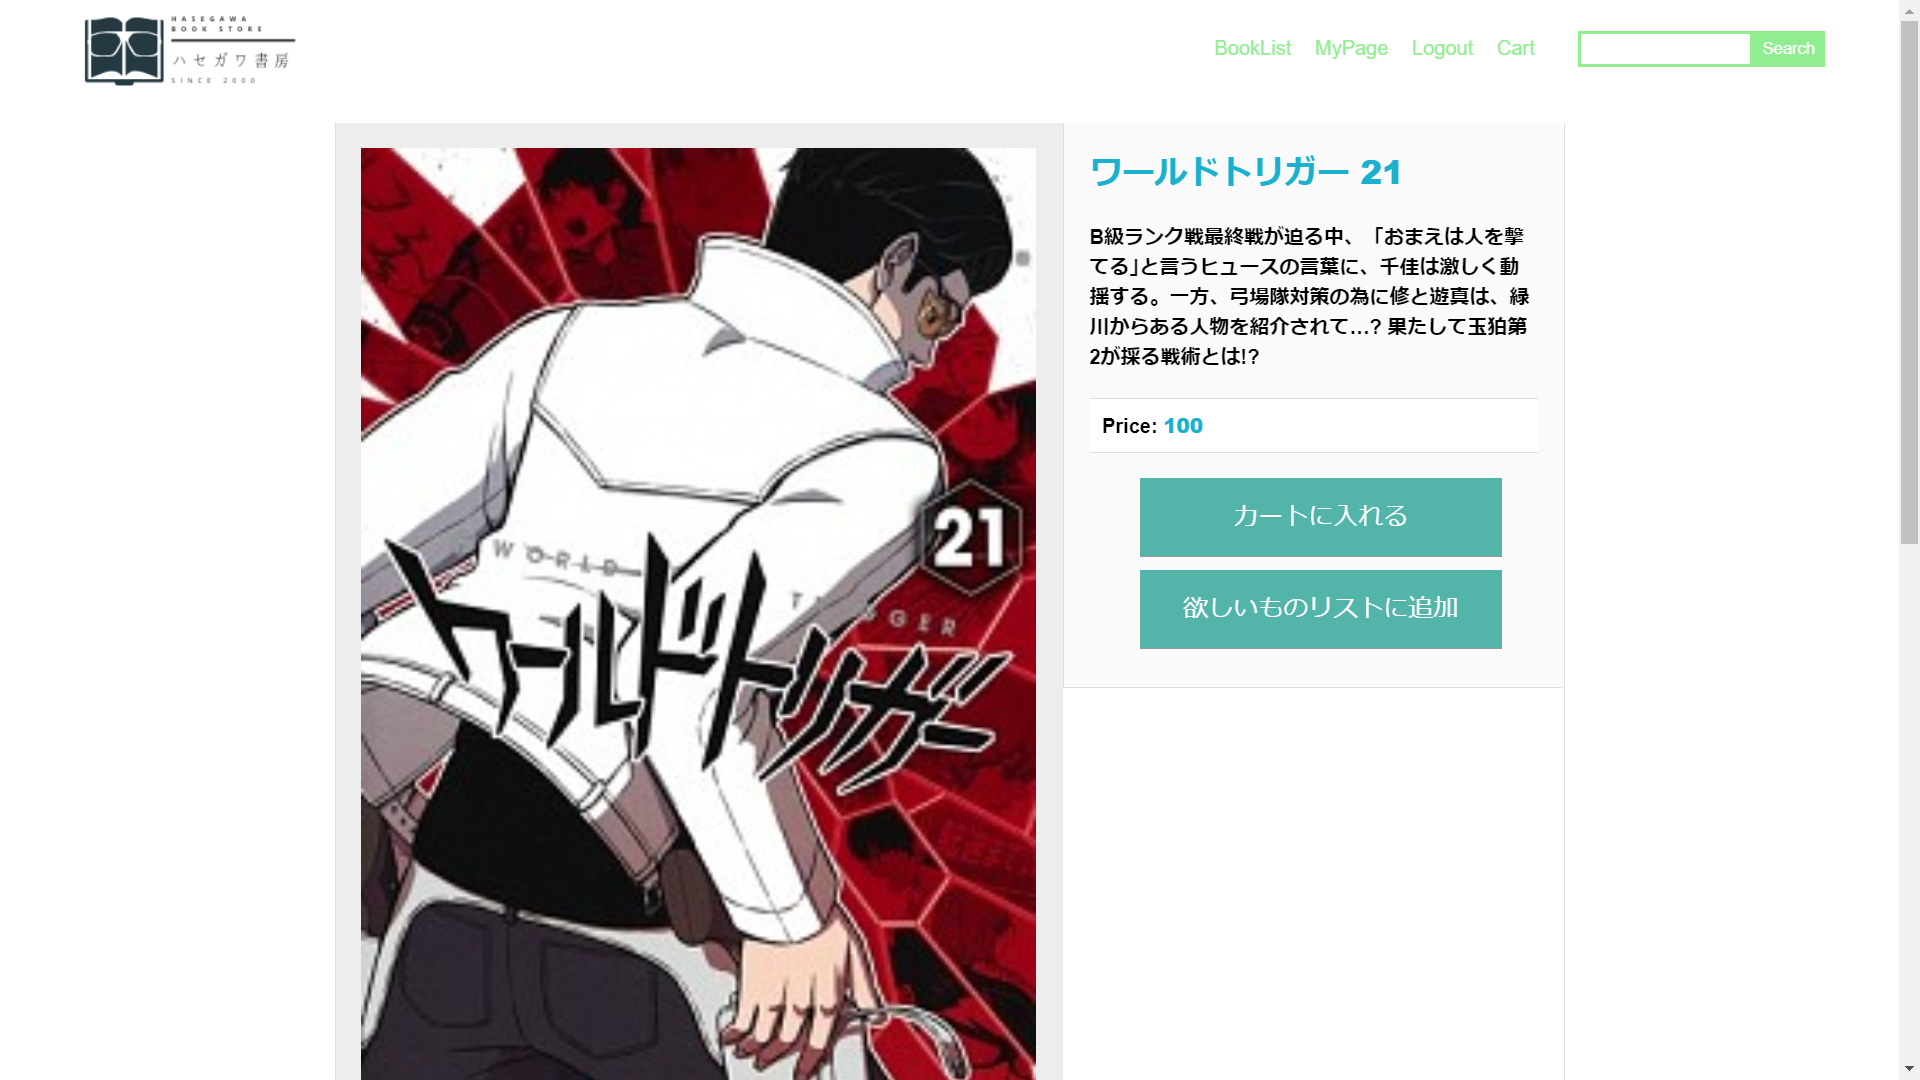 HASEGAWA
BOOK STORE
ハセガワ書房
SINCE 2000
BookList MyPage Logout Cart Search
ワールドトリガー 21
B級ランク戦最終戦が迫る中、「おまえは人を撃
てる｣と言うヒュースの言葉に、千佳は激しく動
揺する。一方、弓場隊対策の為に修と遊真は、緑
川からある人物を紹介されて…? 果たして玉狛第
2が採る戦術とは!?
Price: 100
カートに入れる
欲しいものリストに追加
21
WORLD
GER
ワールドトリガー